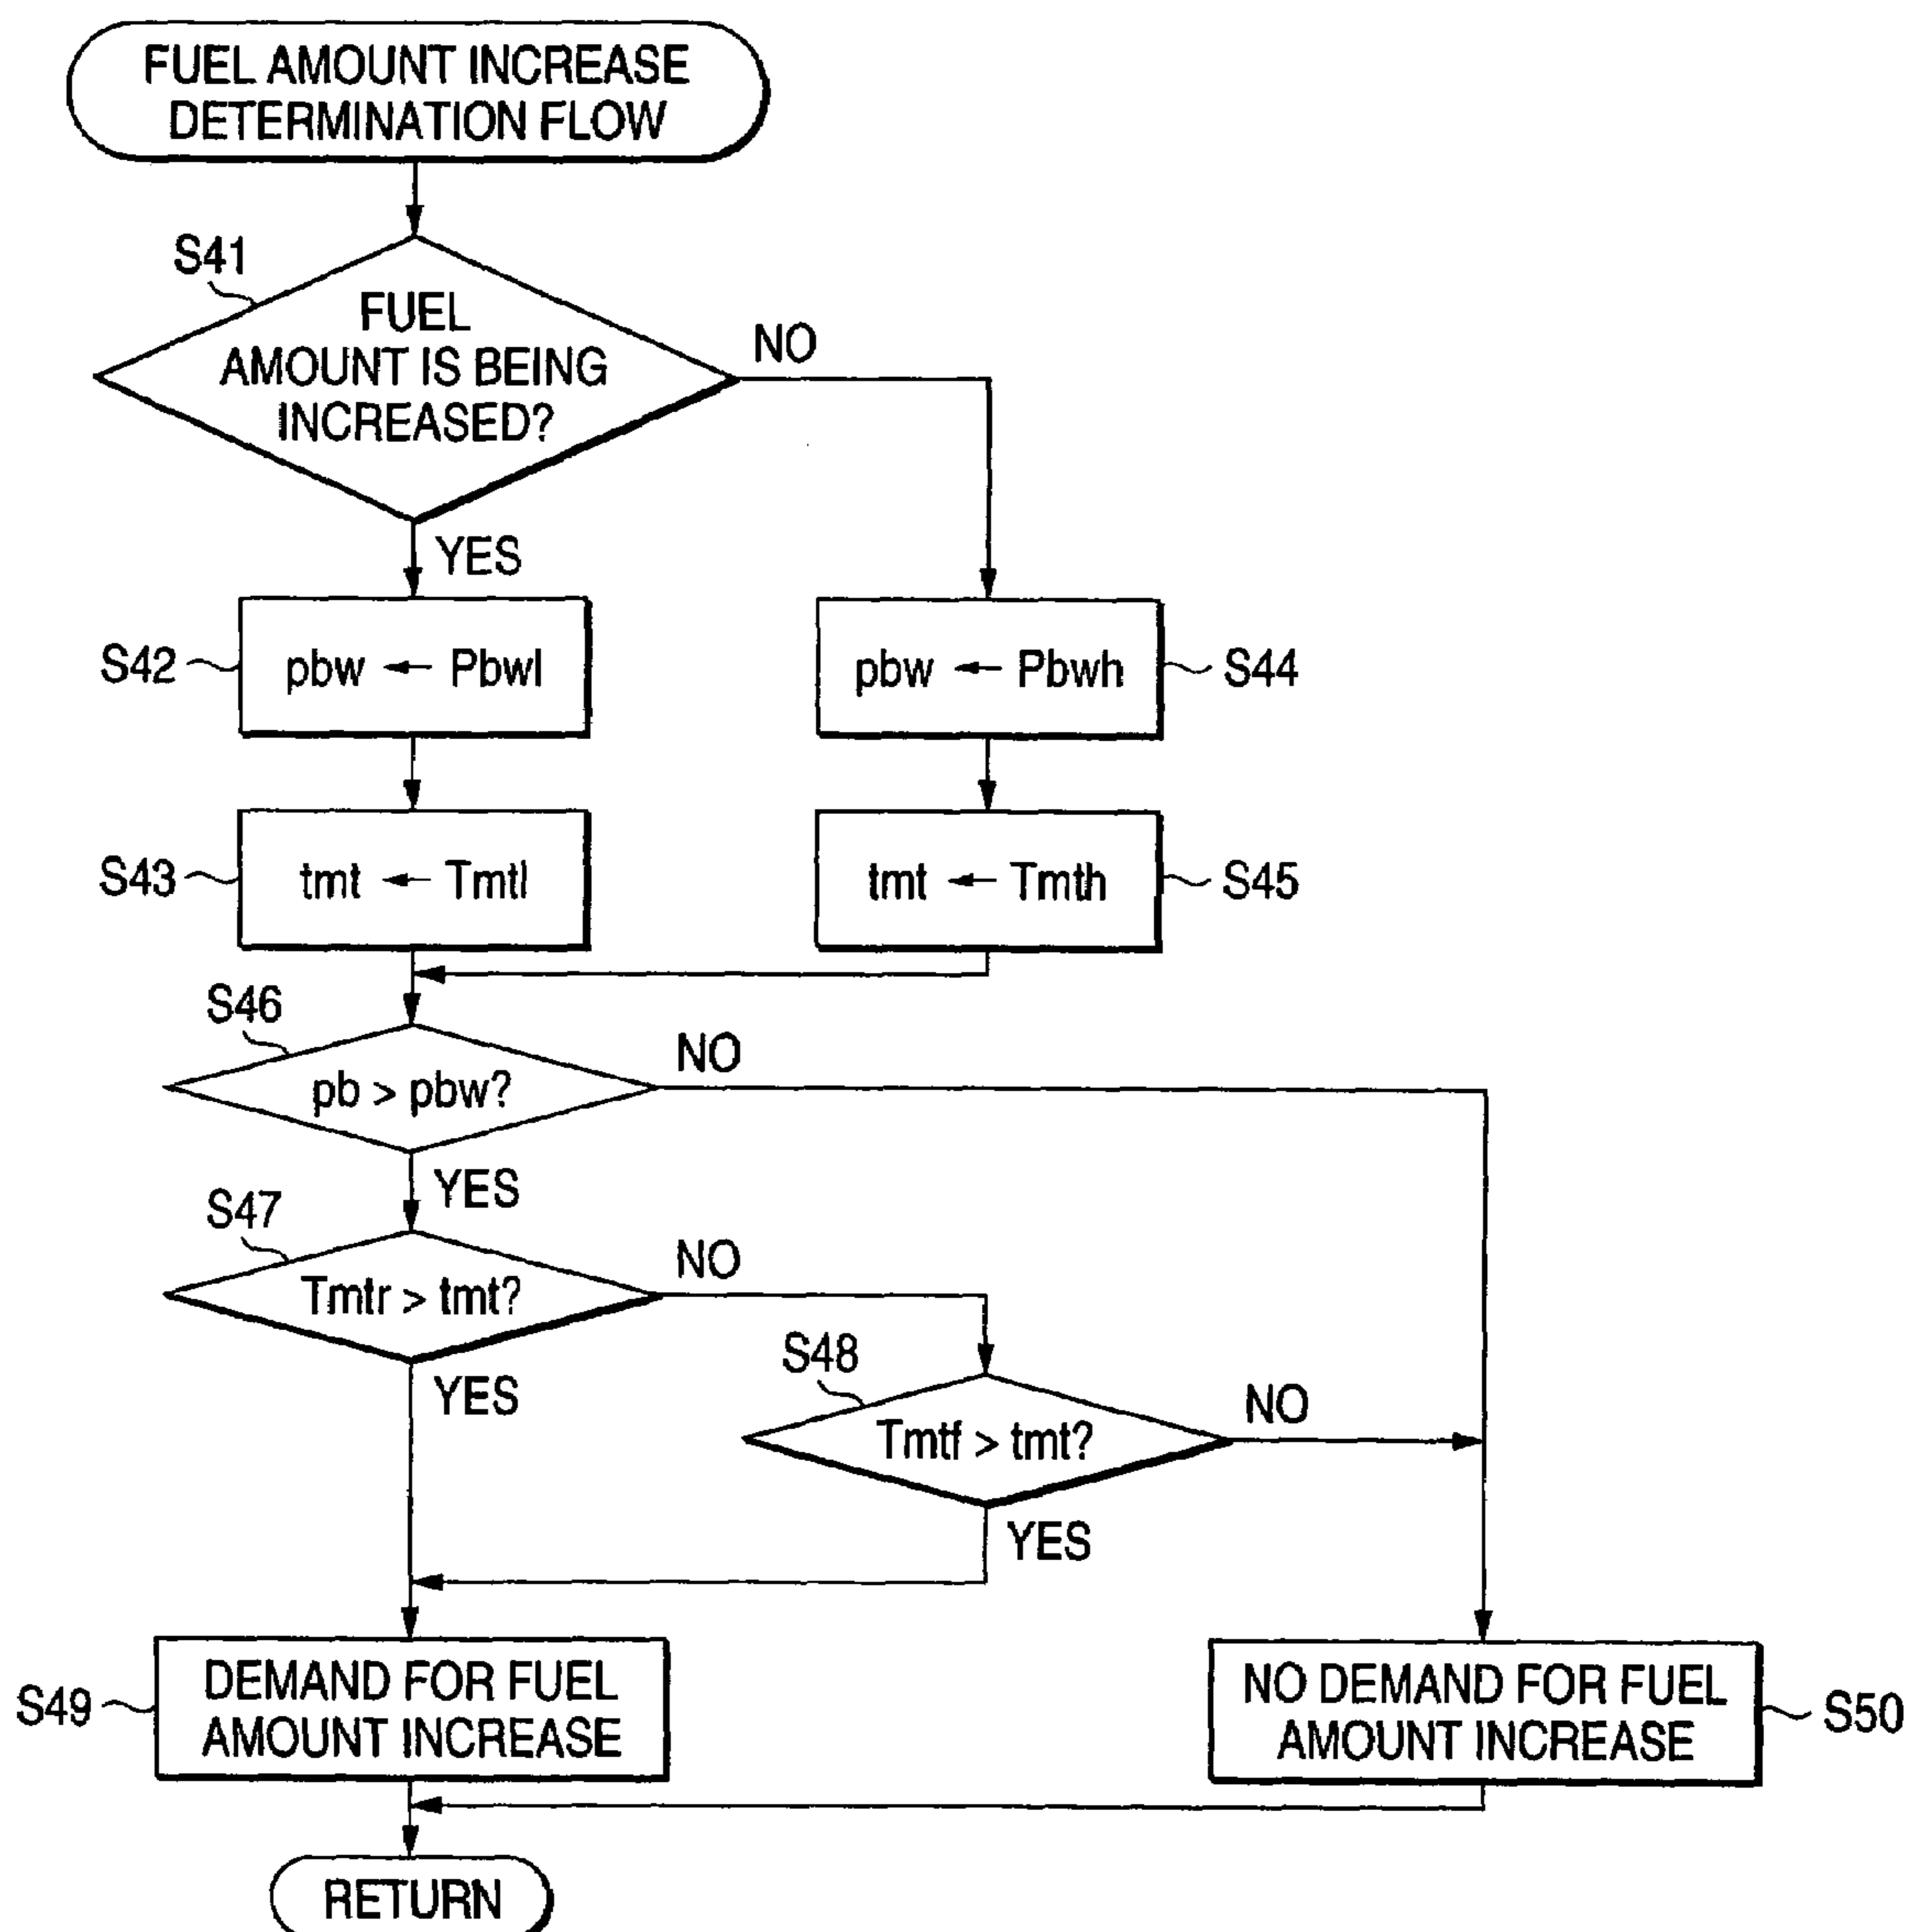 FUEL AMOUNT INCREASE
DETERMINATION FLOW
S41
FUEL
AMOUNT IS BEING
INCREASED?
NO
YES
S42
pbw ← Pbwl
pbw ← Pbwh
S44
S43
tmt ← Tmtl
tmt ← Tmth
S45
S46
pb > pbw?
NO
YES
S47
Tmtr > tmt?
NO
YES
S48
Tmtf > tmt?
NO
YES
S49
DEMAND FOR FUEL
AMOUNT INCREASE
NO DEMAND FOR FUEL
AMOUNT INCREASE
S50
RETURN